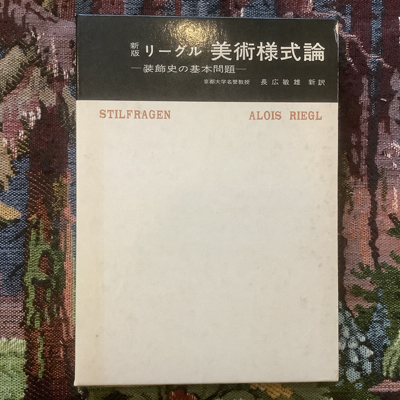 新版 リーグル 美術様式論
―装飾史の基本問題―
京都大学名誉教授 長広敏雄 新訳
STILFRAGEN ALOIS RIEGL